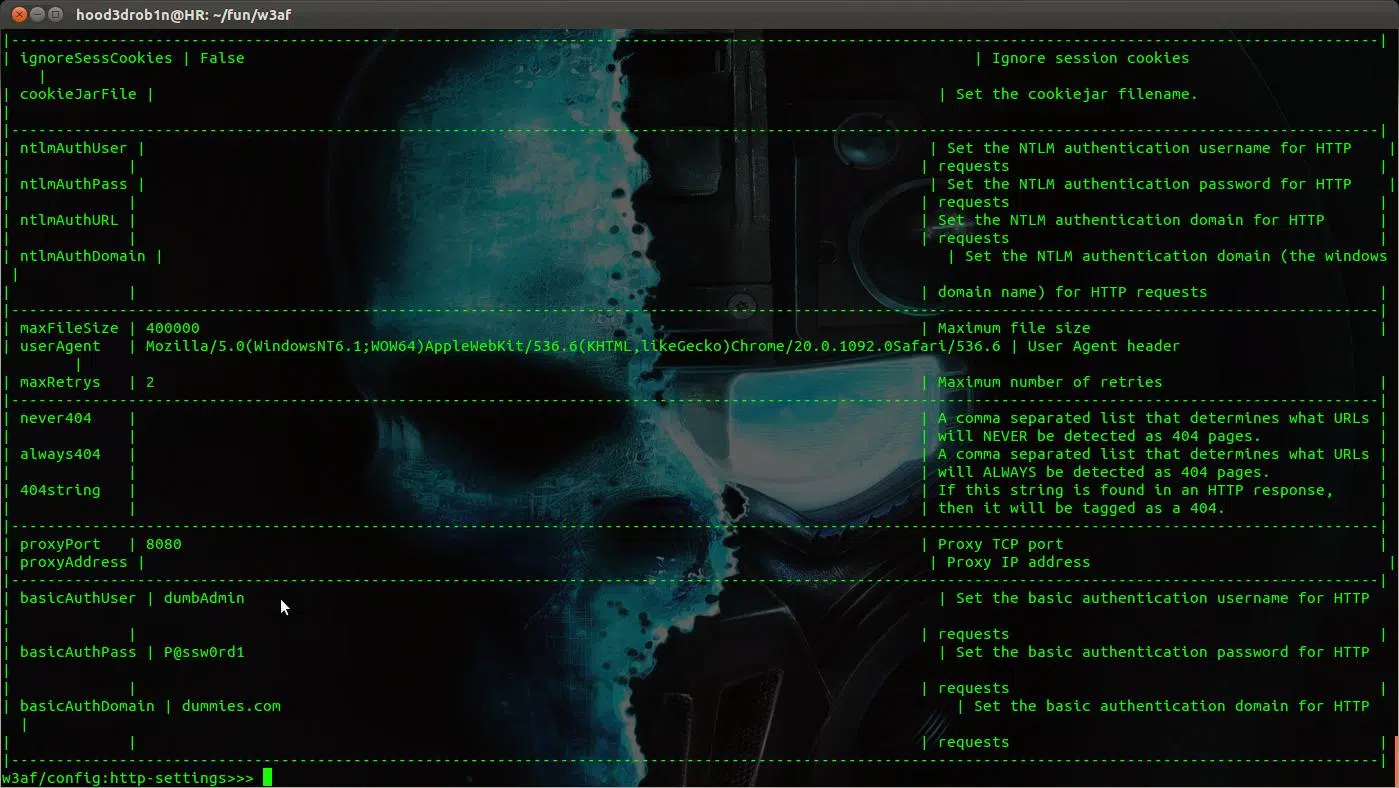 hood3drob1n@HR: ~/fun/w3af
|---------------------------------------------------------------------------------------------------------------------------------------------------------|
| ignoreSessCookies | False | Ignore session cookies
|
| cookieJarFile | | Set the cookiejar filename.
|
|---------------------------------------------------------------------------------------------------------------------------------------------------------|
| ntlmAuthUser | | Set the NTLM authentication username for HTTP |
| | | requests |
| ntlmAuthPass | | Set the NTLM authentication password for HTTP |
| | | requests |
| ntlmAuthURL | | Set the NTLM authentication domain for HTTP |
| | | requests |
| ntlmAuthDomain | | Set the NTLM authentication domain (the windows
|
| | | domain name) for HTTP requests |
|---------------------------------------------------------------------------------------------------------------------------------------------------------|
| maxFileSize | 400000 | Maximum file size |
| userAgent | Mozilla/5.0(WindowsNT6.1;WOW64)AppleWebKit/536.6(KHTML,likeGecko)Chrome/20.0.1092.0Safari/536.6 | User Agent header
|
| maxRetrys | 2 | Maximum number of retries |
|---------------------------------------------------------------------------------------------------------------------------------------------------------|
| never404 | | A comma separated list that determines what URLs |
| | | will NEVER be detected as 404 pages. |
| always404 | | A comma separated list that determines what URLs |
| | | will ALWAYS be detected as 404 pages. |
| 404string | | If this string is found in an HTTP response, |
| | | then it will be tagged as a 404. |
|---------------------------------------------------------------------------------------------------------------------------------------------------------|
| proxyPort | 8080 | Proxy TCP port |
| proxyAddress | | Proxy IP address |
|---------------------------------------------------------------------------------------------------------------------------------------------------------|
| basicAuthUser | dumbAdmin | Set the basic authentication username for HTTP
|
| | | requests |
| basicAuthPass | P@ssw0rd1 | Set the basic authentication password for HTTP
|
| | | requests |
| basicAuthDomain | dummies.com | Set the basic authentication domain for HTTP
|
| | | requests |
|---------------------------------------------------------------------------------------------------------------------------------------------------------|
w3af/config:http-settings>>>